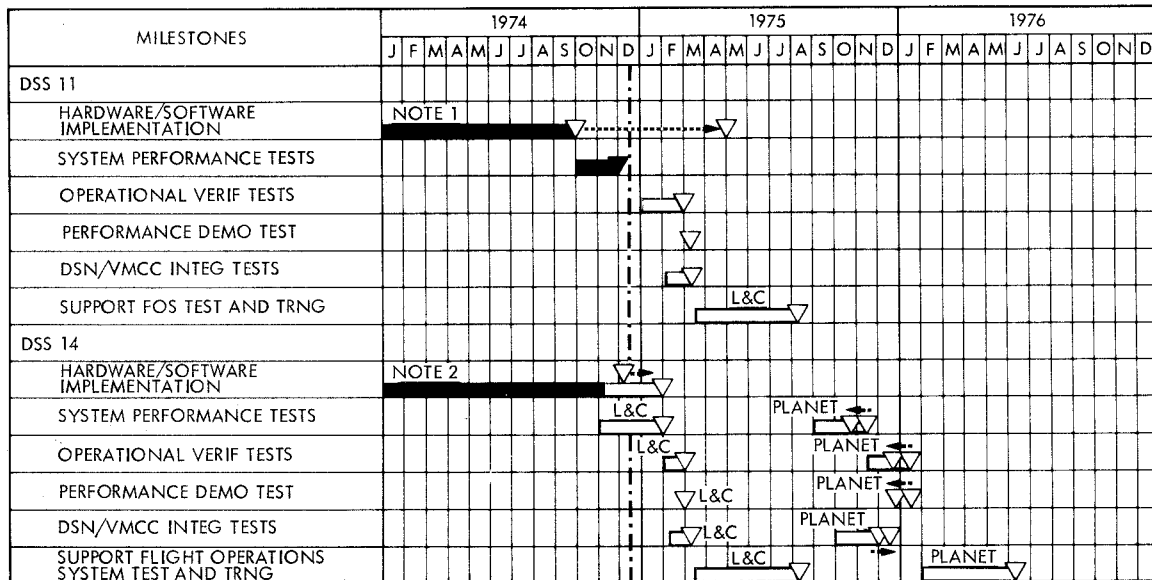 MILESTONES
1974
1975
1976
J F M A M J J A S O N D J F M A M J J A S O N D J F M A M J J A S O N D
DSS 11
HARDWARE/SOFTWARE
IMPLEMENTATION
NOTE 1
SYSTEM PERFORMANCE TESTS
OPERATIONAL VERIF TESTS
PERFORMANCE DEMO TEST
DSN/VMCC INTEG TESTS
SUPPORT FOS TEST AND TRNG
L&C
DSS 14
HARDWARE/SOFTWARE
IMPLEMENTATION
NOTE 2
SYSTEM PERFORMANCE TESTS
L&C
PLANET
OPERATIONAL VERIF TESTS
L&C
PLANET
PERFORMANCE DEMO TEST
L&C
PLANET
DSN/VMCC INTEG TESTS
L&C
PLANET
SUPPORT FLIGHT OPERATIONS
SYSTEM TEST AND TRNG
L&C
PLANET